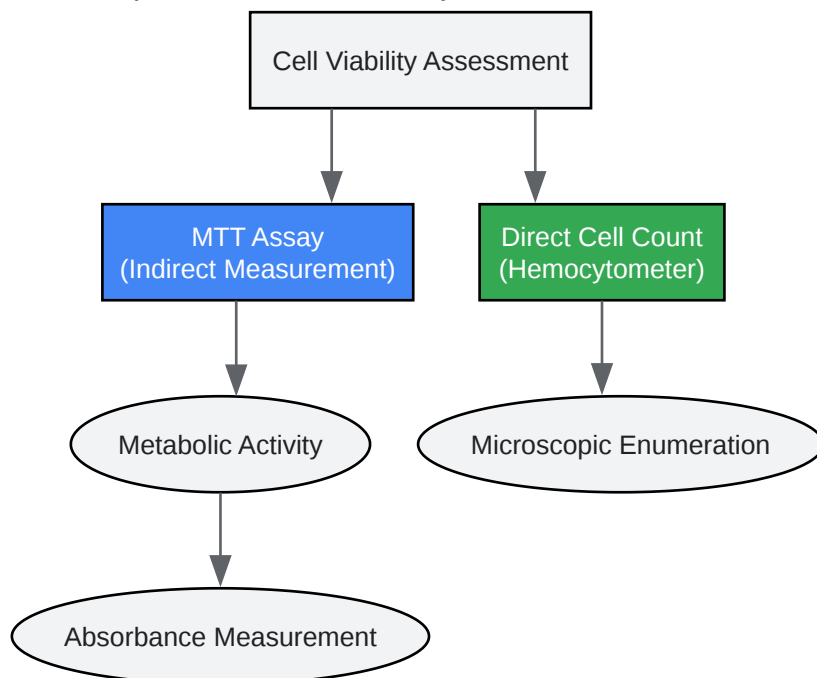 Cell Viability Assessment
MTT Assay
(Indirect Measurement)
Direct Cell Count
(Hemocytometer)
Metabolic Activity
Microscopic Enumeration
Absorbance Measurement